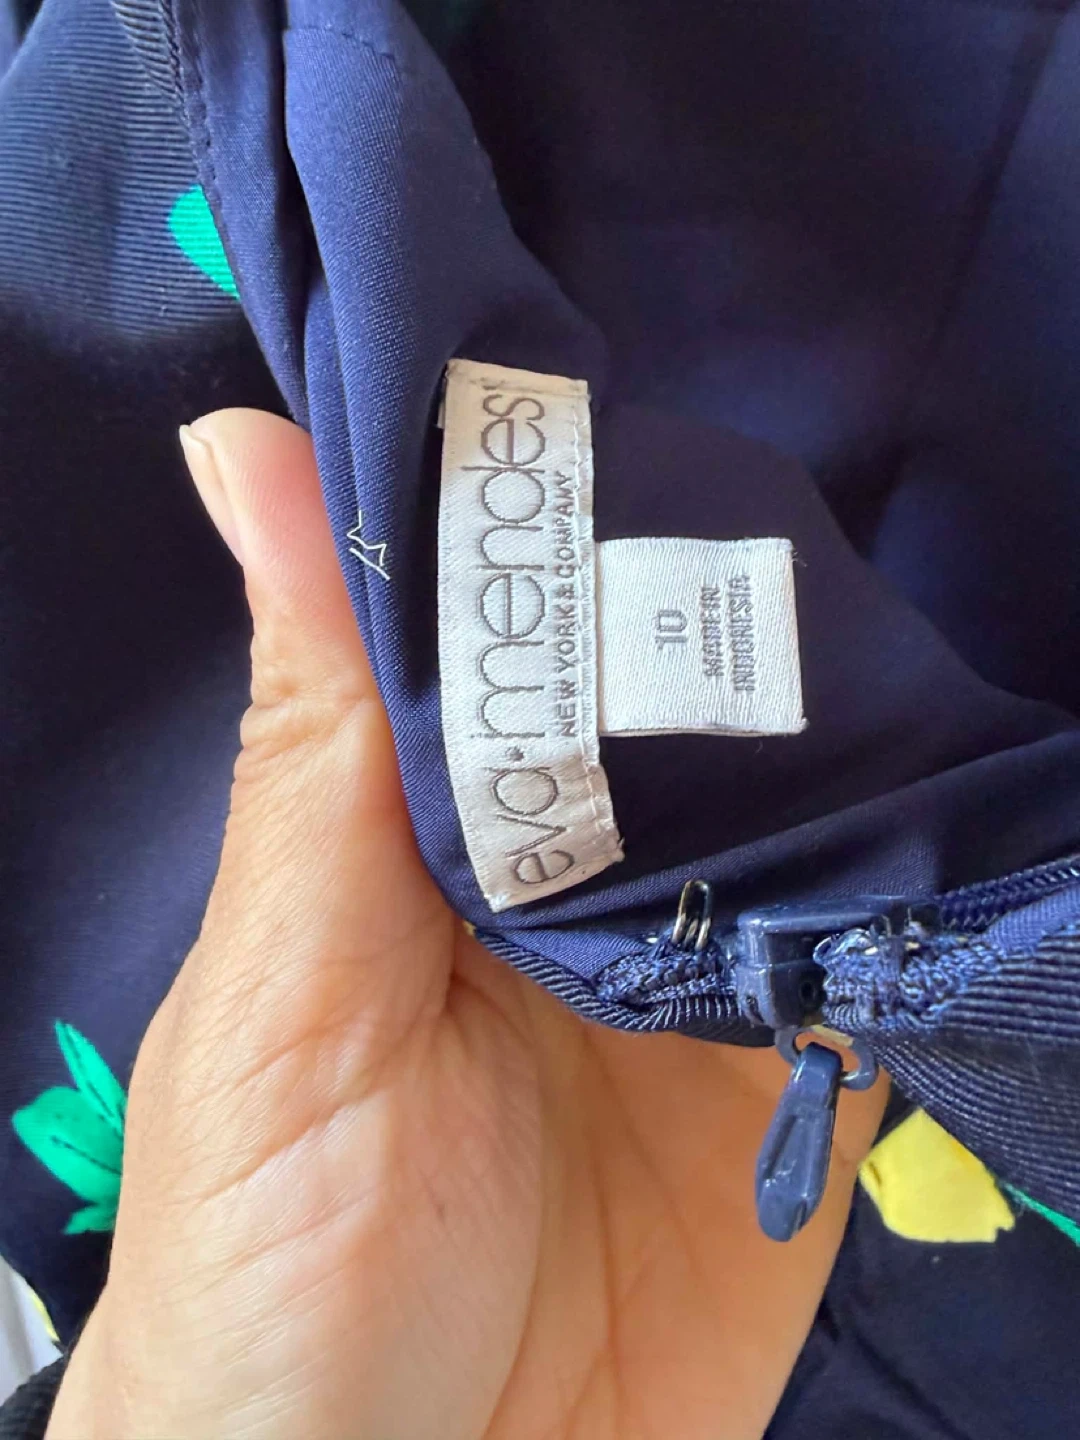 eva•mendes
NEW YORK & COMPANY
10
MADE IN
INDONESIA